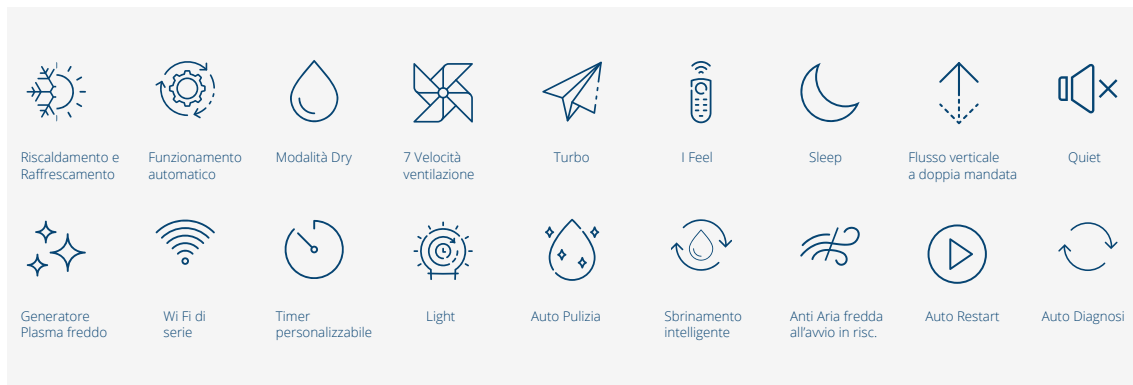 Riscaldamento e
Raffrescamento
Funzionamento
automatico
Modalità Dry
7 Velocità
ventilazione
Turbo
I Feel
Sleep
Flusso verticale
a doppia mandata
Quiet
Generatore
Plasma freddo
Wi Fi di
serie
Timer
personalizzabile
Light
Auto Pulizia
Sbrinamento
intelligente
Anti Aria fredda
all'avvio in risc.
Auto Restart
Auto Diagnosi